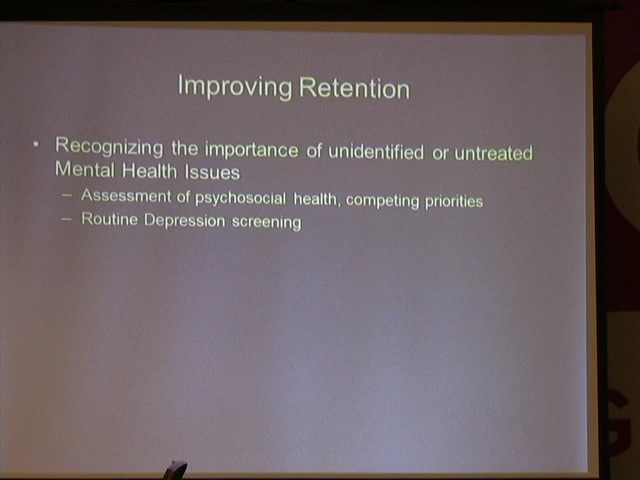 Improving Retention
• Recognizing the importance of unidentified or untreated
Mental Health Issues
– Assessment of psychosocial health, competing priorities
– Routine Depression screening
G